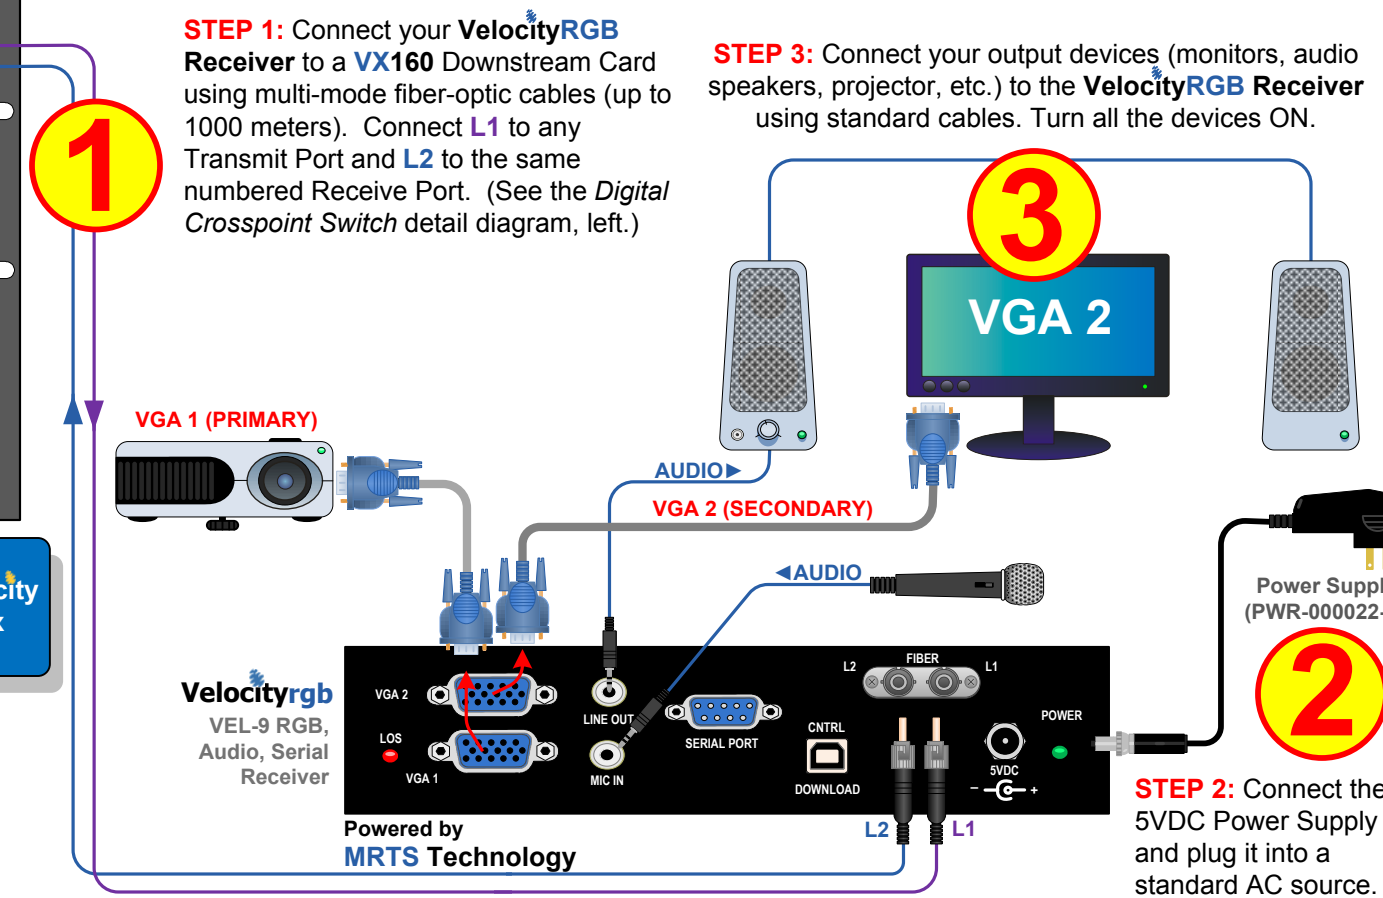 STEP 1: Connect your VelocityRGB
Receiver to a VX160 Downstream Card
using multi-mode fiber-optic cables (up to
1000 meters). Connect L1 to any
Transmit Port and L2 to the same
numbered Receive Port. (See the Digital
Crosspoint Switch detail diagram, left.)
1
STEP 3: Connect your output devices (monitors, audio
speakers, projector, etc.) to the VelocityRGB Receiver
using standard cables. Turn all the devices ON.
3
VGA 2
VGA 1 (PRIMARY)
AUDIO►
VGA 2 (SECONDARY)
◄AUDIO
Power Suppl
(PWR-000022-
2
STEP 2: Connect the
5VDC Power Supply
and plug it into a
standard AC source.
city
x
Velocityrgb
VEL-9 RGB,
Audio, Serial
Receiver
VGA 2
LOS
VGA 1
LINE OUT
MIC IN
SERIAL PORT
CNTRL
DOWNLOAD
L2
FIBER
L1
5VDC
– +
POWER
L2
L1
Powered by
MRTS Technology